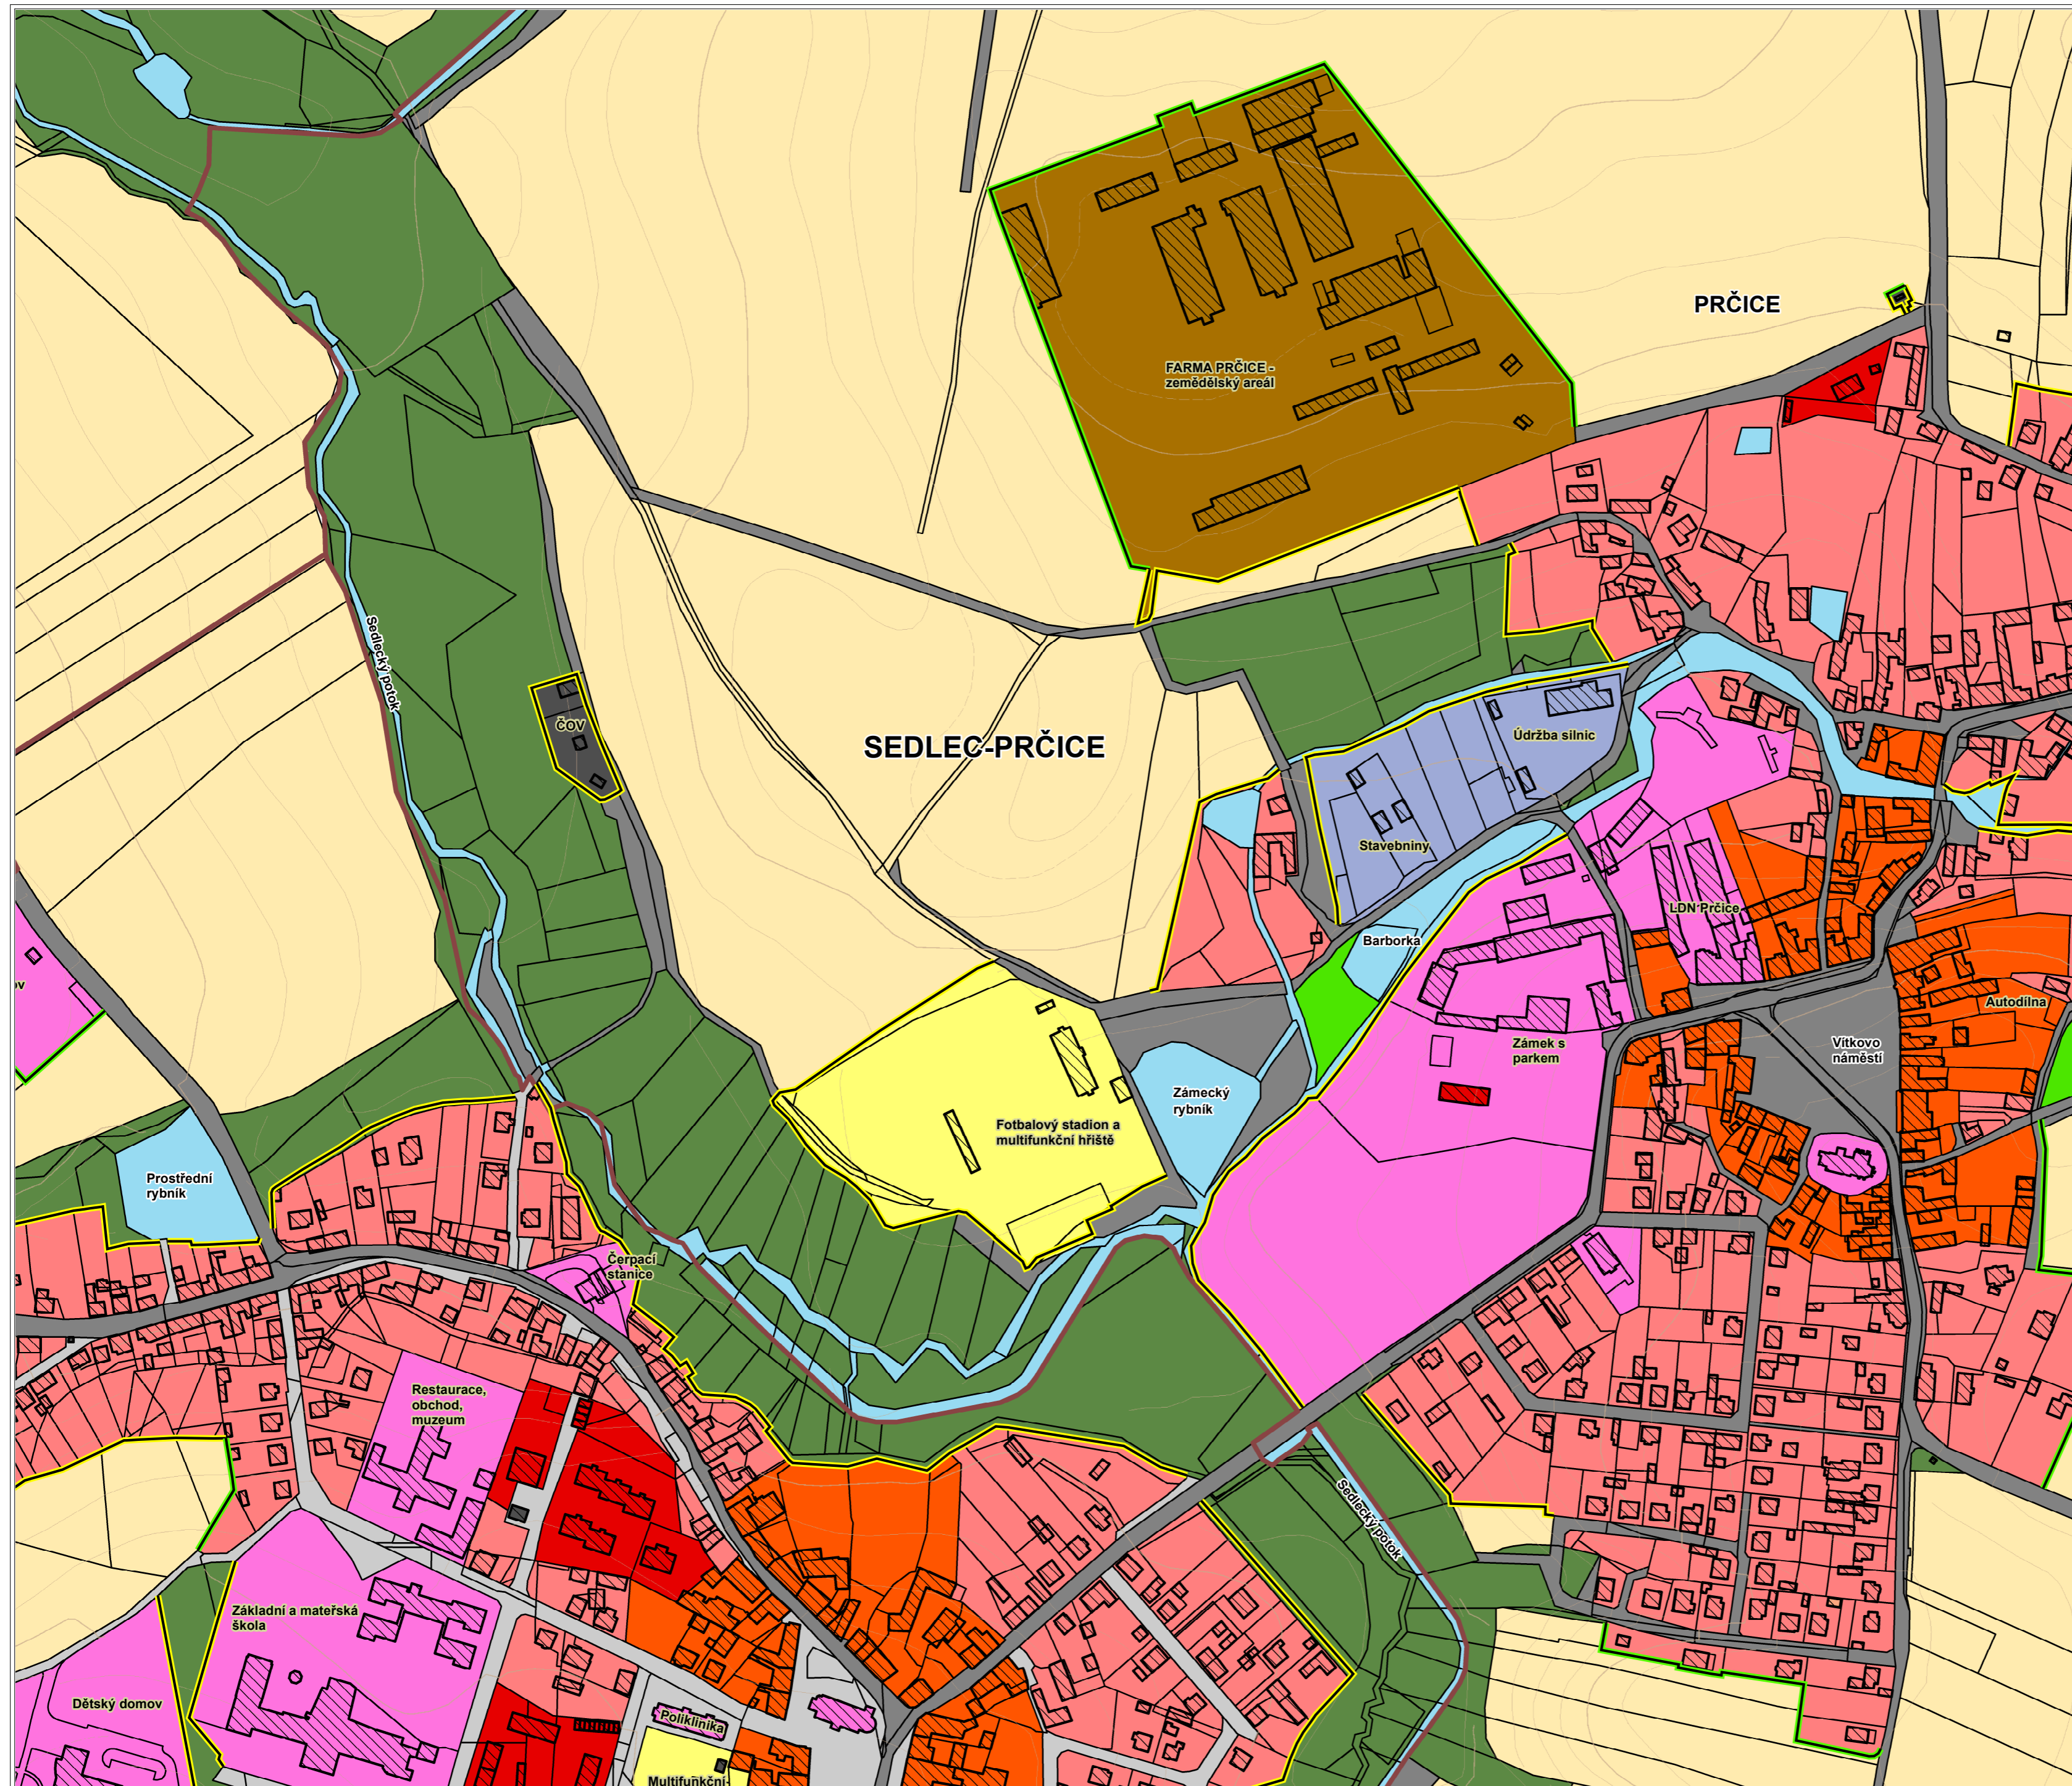 PRČICE
FARMA PRČICE -
zemědělský areál
Sedlecký potok
ČOV
SEDLEC-PRČICE
Údržba silnic
Stavebniny
LDN Prčice
Barborka
Autodílna
Zámek s
parkem
Vítkovo
náměstí
Zámecký
rybník
Fotbalový stadion a
multifunkční hřiště
Prostřední
rybník
Čerpací
stanice
Restaurace,
obchod,
muzeum
Sedlecký potok
Základní a mateřská
škola
Dětský domov
Poliklinika
Multifunkční